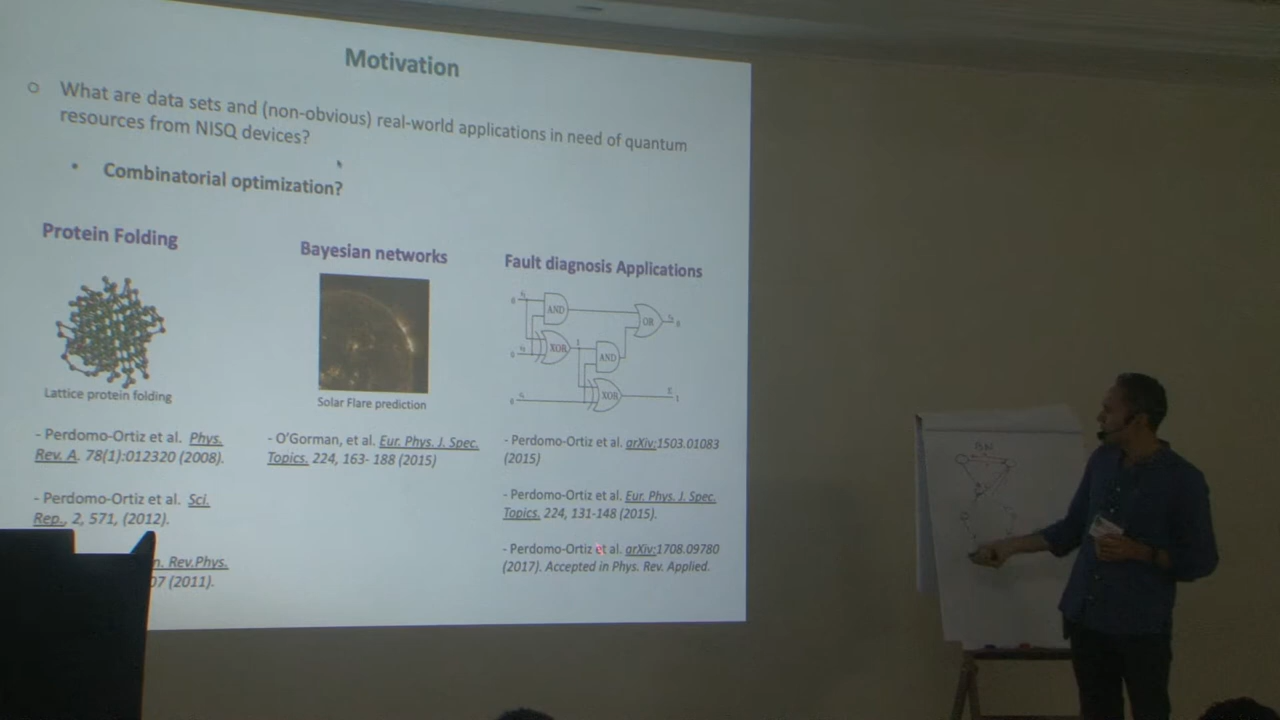 Motivation
What are data sets and (non-obvious) real-world applications in need of quantum
resources from NISQ devices?
Combinatorial optimization?
Protein Folding
Lattice protein folding
- Perdomo-Ortiz et al. Phys.
Rev. A. 78(1):012320 (2008).
- Perdomo-Ortiz et al. Sci.
Rep., 2, 571, (2012).
Rev.Phys.
(2011).
Bayesian networks
Solar Flare prediction
- O'Gorman, et al. Eur. Phys. J. Spec.
Topics. 224, 163- 188 (2015)
Fault diagnosis Applications
AND
OR
XOR
AND
XOR
- Perdomo-Ortiz et al. arXiv:1503.01083
(2015)
- Perdomo-Ortiz et al. Eur. Phys. J. Spec.
Topics. 224, 131-148 (2015).
- Perdomo-Ortiz et al. arXiv:1708.09780
(2017). Accepted in Phys. Rev. Applied.